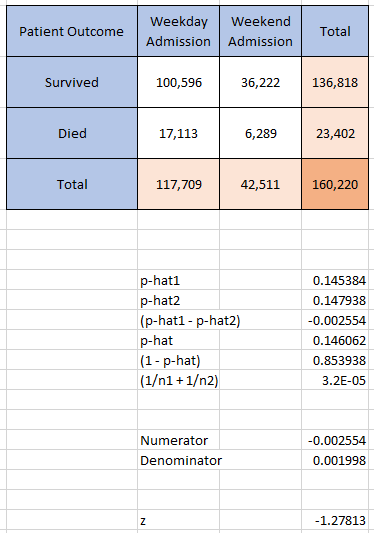 Patient Outcome Weekday Admission Weekend Admission Total
Survived 100,596 36,222 136,818
Died 17,113 6,289 23,402
Total 117,709 42,511 160,220
p-hat1 0.145384
p-hat2 0.147938
(p-hat1 - p-hat2) -0.002554
p-hat 0.146062
(1 - p-hat) 0.853938
(1/n1 + 1/n2) 3.2E-05
Numerator -0.002554
Denominator 0.001998
z -1.27813